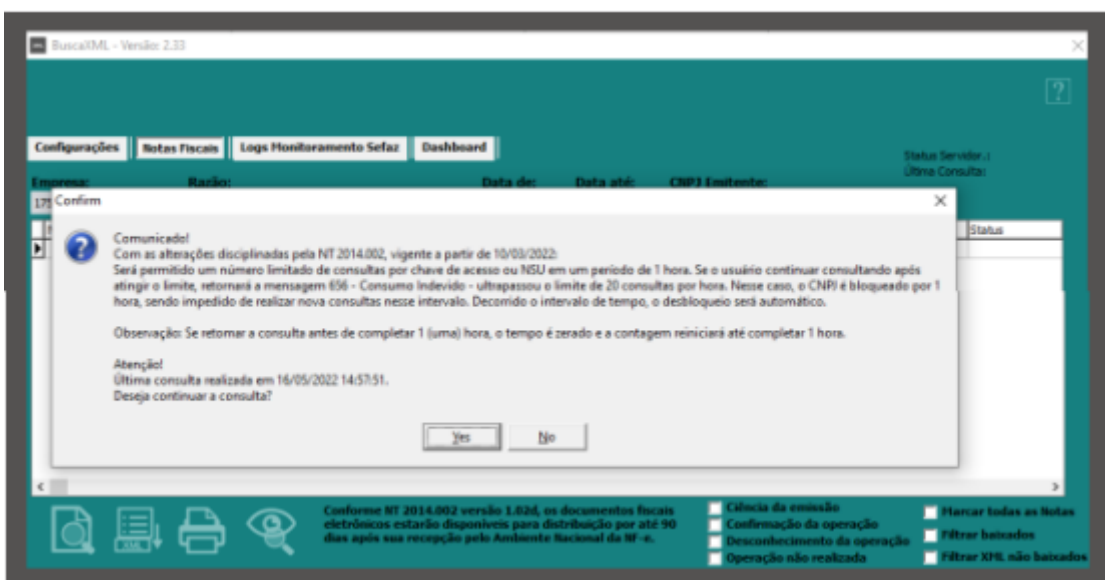 BuscaXML - Versão: 2.33
Configurações
Notas Fiscais
Logs Monitoramento Sefaz
Dashboard
Status Servidor.:
Última Consulta:
Empresa:
Razão:
Data de:
Data até:
CNPJ Emitente:
175
Confirm
Status
Comunicado!
Com as alterações disciplinadas pela NT 2014.002, vigente a partir de 10/03/2022:
Será permitido um número limitado de consultas por chave de acesso ou NSU em um período de 1 hora. Se o usuário continuar consultando após
atingir o limite, retornará a mensagem 656 - Consumo Indevido - ultrapassou o limite de 20 consultas por hora. Nesse caso, o CNPJ é bloqueado por 1
hora, sendo impedido de realizar nova consultas nesse intervalo. Decorrido o intervalo de tempo, o desbloqueio será automático.
Observação: Se retornar a consulta antes de completar 1 (uma) hora, o tempo é zerado e a contagem reiniciará até completar 1 hora.
Atenção!
Última consulta realizada em 16/05/2022 14:57:51.
Deseja continuar a consulta?
Yes
No
XML
Conforme NT 2014.002 versão 1.02d, os documentos fiscais
eletrônicos estarão disponíveis para distribuição por até 90
dias após sua recepção pelo Ambiente Nacional da NF-e.
Ciência da emissão
Confirmação da operação
Desconhecimento da operação
Operação não realizada
Marcar todas as Notas
Filtrar baixados
Filtrar XML não baixados